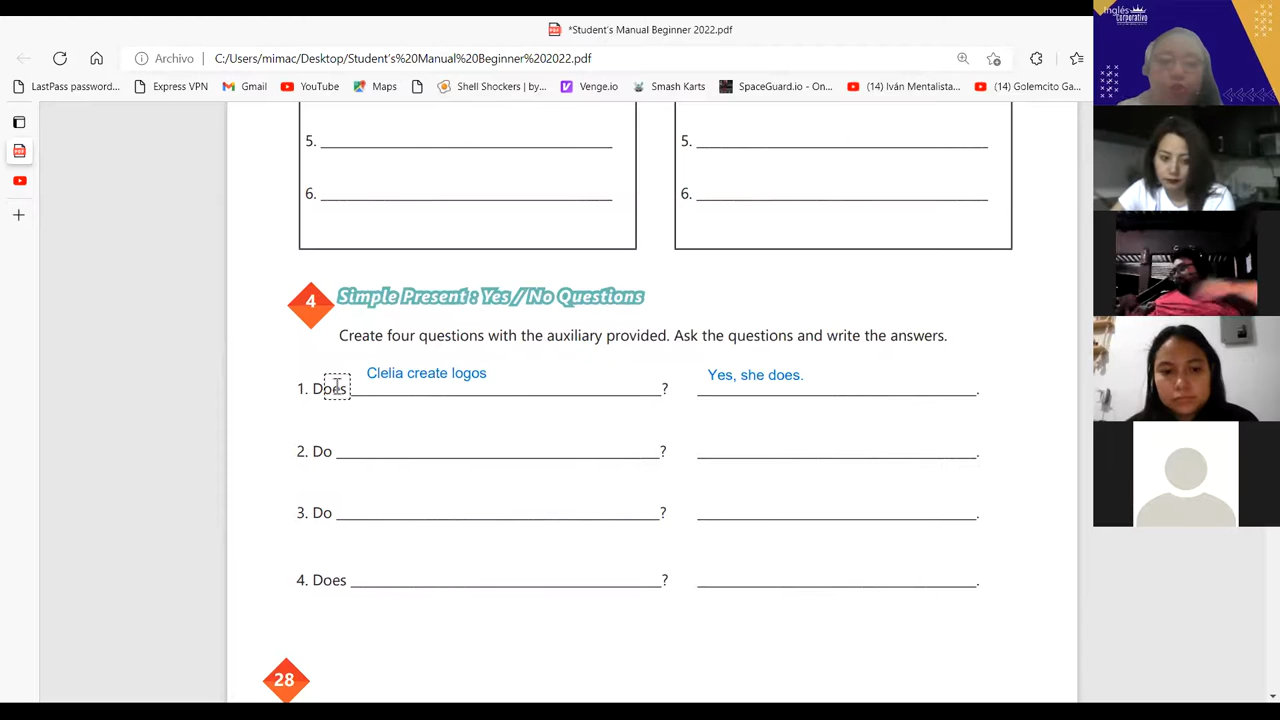 *Student's Manual Beginner 2022.pdf
Archivo
C:/Users/mimac/Desktop/Student's%20Manual%20Beginner%202022.pdf
LastPass password...
Express VPN
Gmail
YouTube
Maps
Shell Shockers | by...
Venge.io
Smash Karts
SpaceGuard.io - On...
(14) Iván Mentalista...
(14) Golemcito Ga...
Inglés
Corporativo
5. 5.
6. 6.
4 Simple Present : Yes / No Questions
Create four questions with the auxiliary provided. Ask the questions and write the answers.
1. Does Clelia create logos ? Yes, she does. .
2. Do ? .
3. Do ? .
4. Does ? .
28